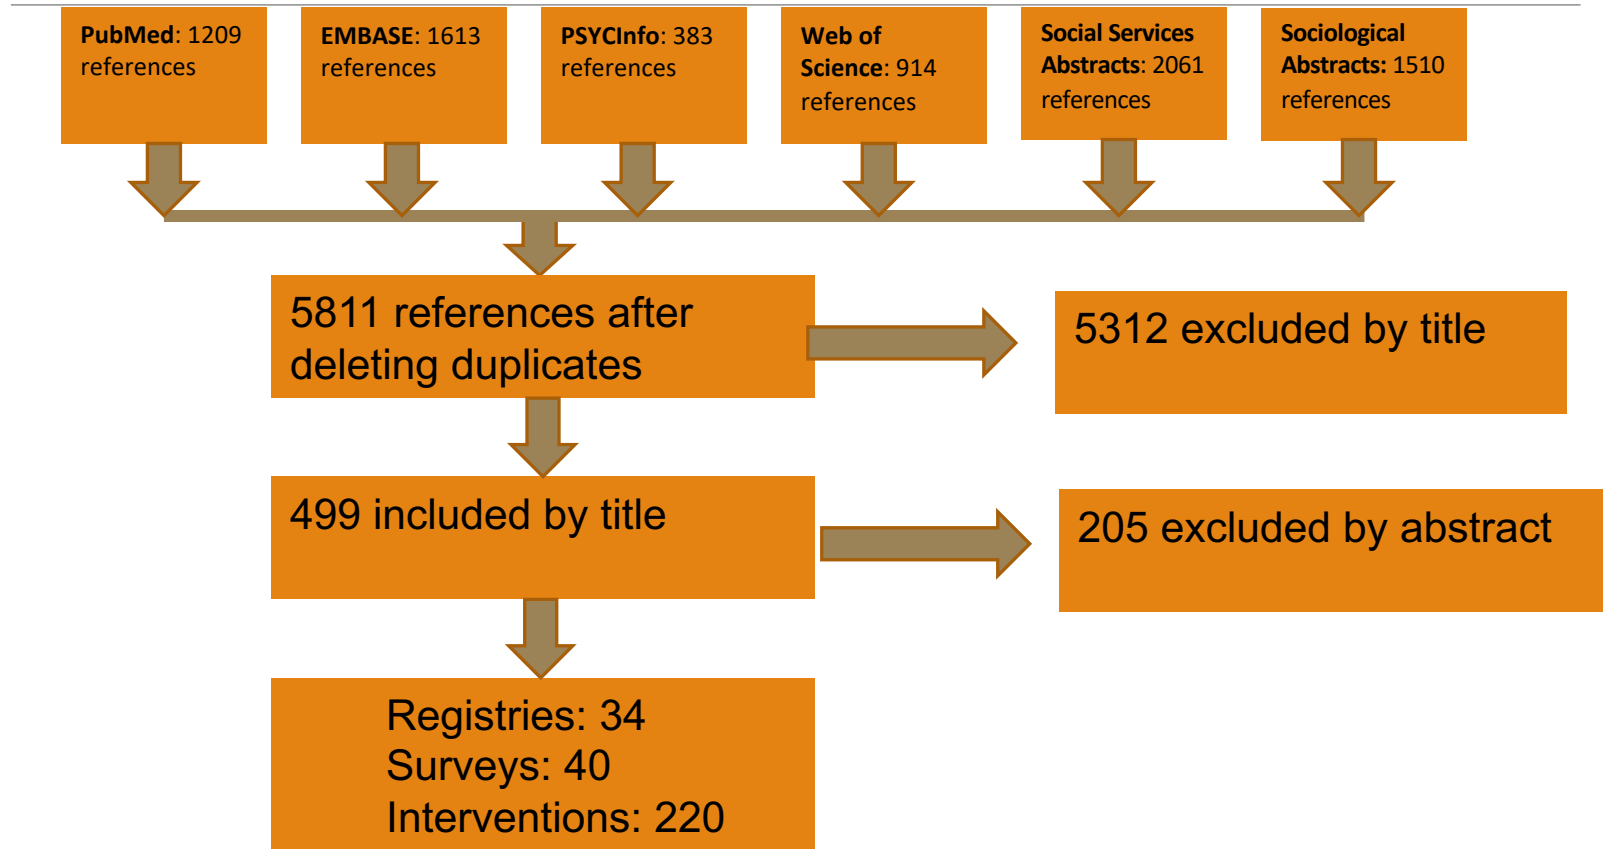 PubMed: 1209
references
EMBASE: 1613
references
PSYCInfo: 383
references
Web of
Science: 914
references
Social Services
Abstracts: 2061
references
Sociological
Abstracts: 1510
references
5811 references after
deleting duplicates
5312 excluded by title
499 included by title
205 excluded by abstract
Registries: 34
Surveys: 40
Interventions: 220